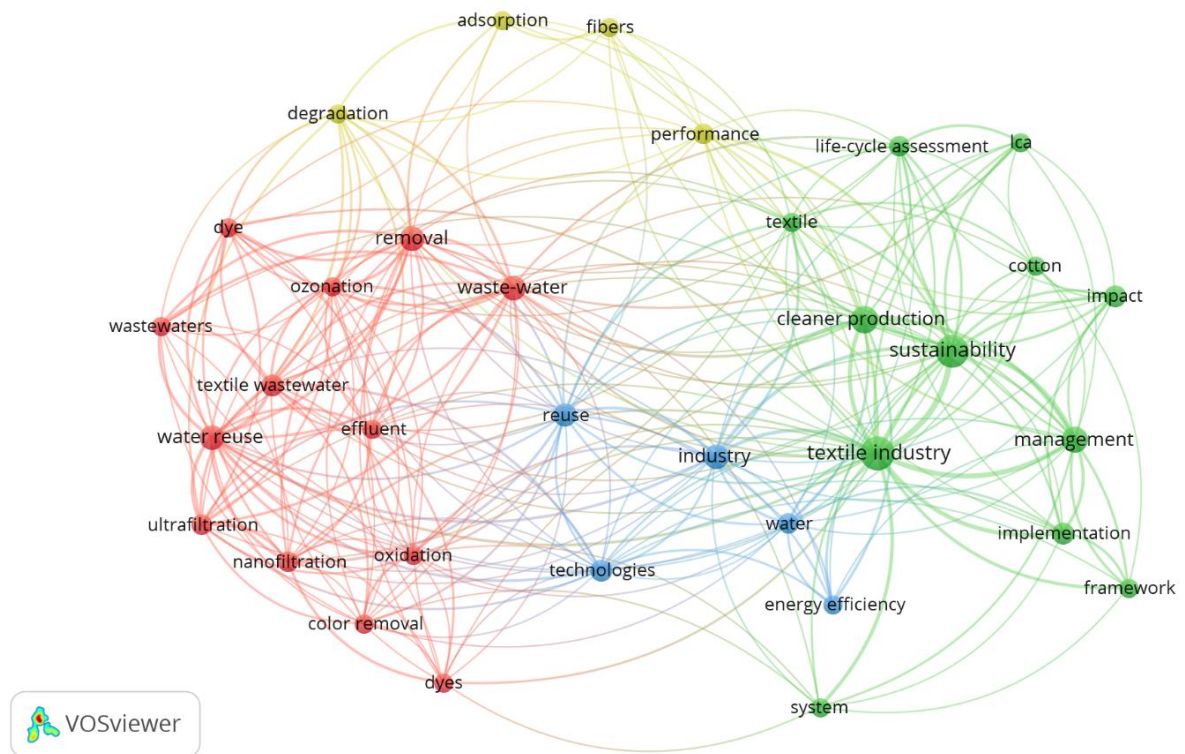 adsorption
fibers
degradation
performance
life-cycle assessment
lca
dye
removal
textile
ozonation
waste-water
cotton
impact
wastewaters
cleaner production
sustainability
textile wastewater
water reuse
effluent
reuse
industry
textile industry
management
ultrafiltration
water
implementation
nanofiltration
oxidation
technologies
framework
energy efficiency
color removal
dyes
system
VOSviewer